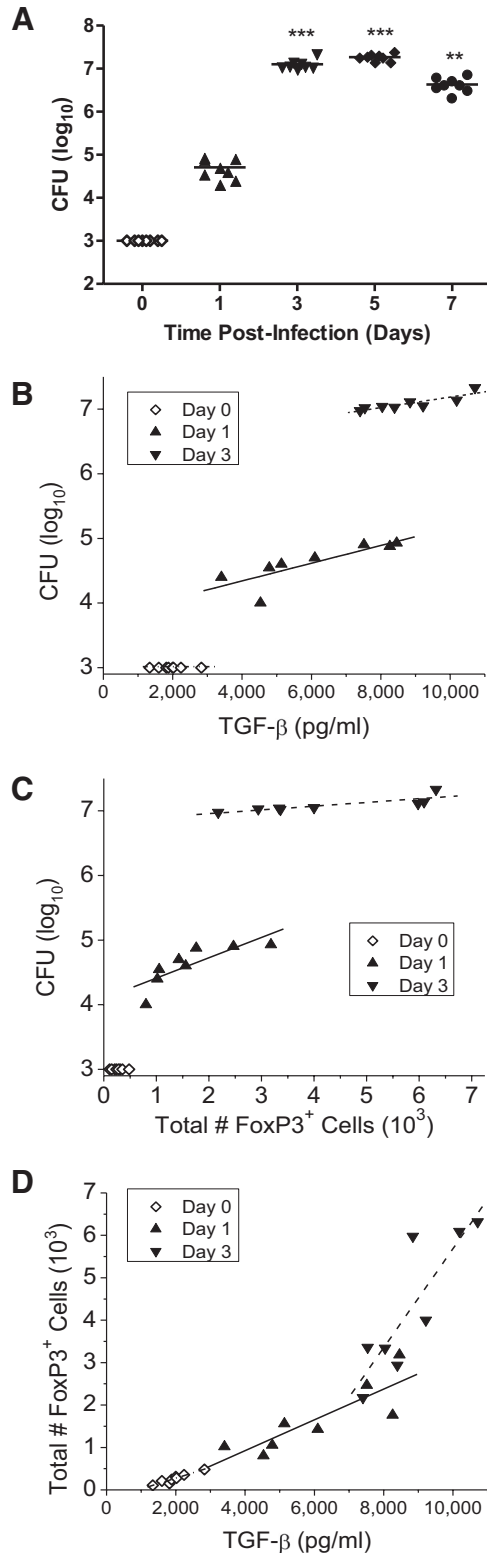 A
*** *** **
8
7
6
5
4
3
2
CFU (log₁₀)
0 1 3 5 7
Time Post-Infection (Days)
B
Day 0
Day 1
Day 3
7
6
5
4
3
CFU (log₁₀)
0 2,000 4,000 6,000 8,000 10,000
TGF-β (pg/ml)
C
7
6
5
4
3
CFU (log₁₀)
Day 0
Day 1
Day 3
0 1 2 3 4 5 6 7
Total # FoxP3⁺ Cells (10³)
D
Day 0
Day 1
Day 3
7
6
5
4
3
2
1
0
Total # FoxP3⁺ Cells (10³)
0 2,000 4,000 6,000 8,000 10,000
TGF-β (pg/ml)